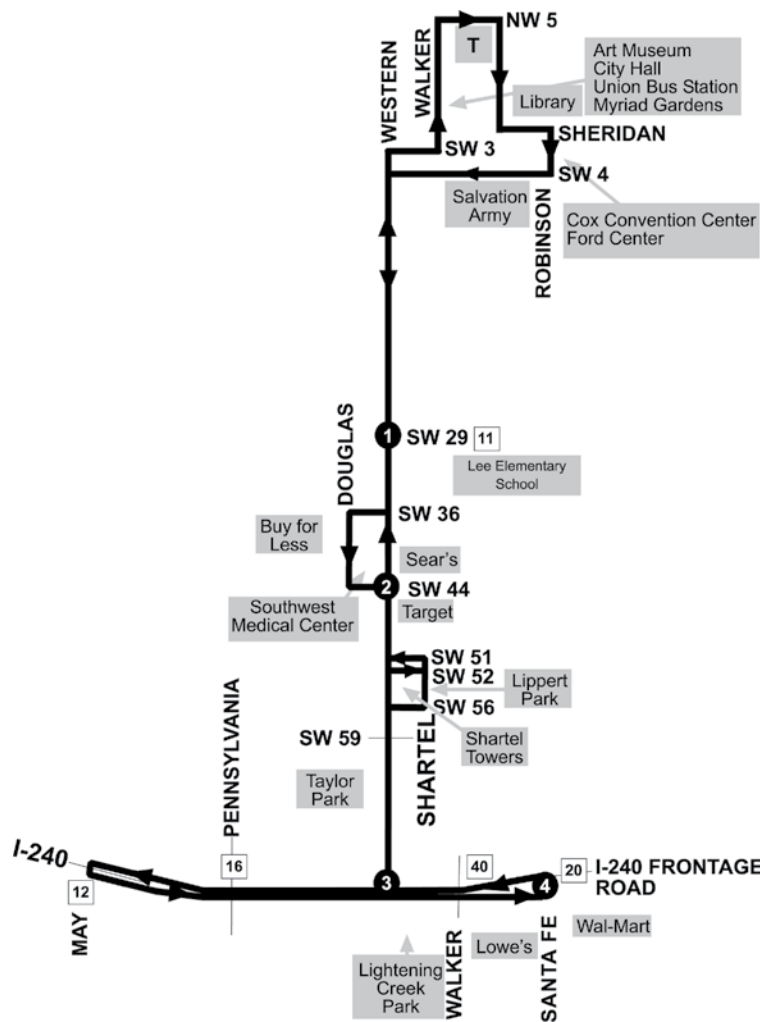 NW 5
T
WALKER
WESTERN
Art Museum
City Hall
Union Bus Station
Myriad Gardens
Library
SHERIDAN
SW 3
SW 4
Salvation
Army
ROBINSON
Cox Convention Center
Ford Center
DOUGLAS
1
SW 29
11
Lee Elementary
School
SW 36
Buy for
Less
Sear's
2
SW 44
Southwest
Medical Center
Target
SW 51
SW 52
Lippert
Park
SW 56
PENNSYLVANIA
SW 59
SHARTEL
Shartel
Towers
Taylor
Park
I-240
16
40
20
I-240 FRONTAGE
ROAD
12
3
4
MAY
Wal-Mart
Lowe's
WALKER
SANTA FE
Lightening
Creek
Park